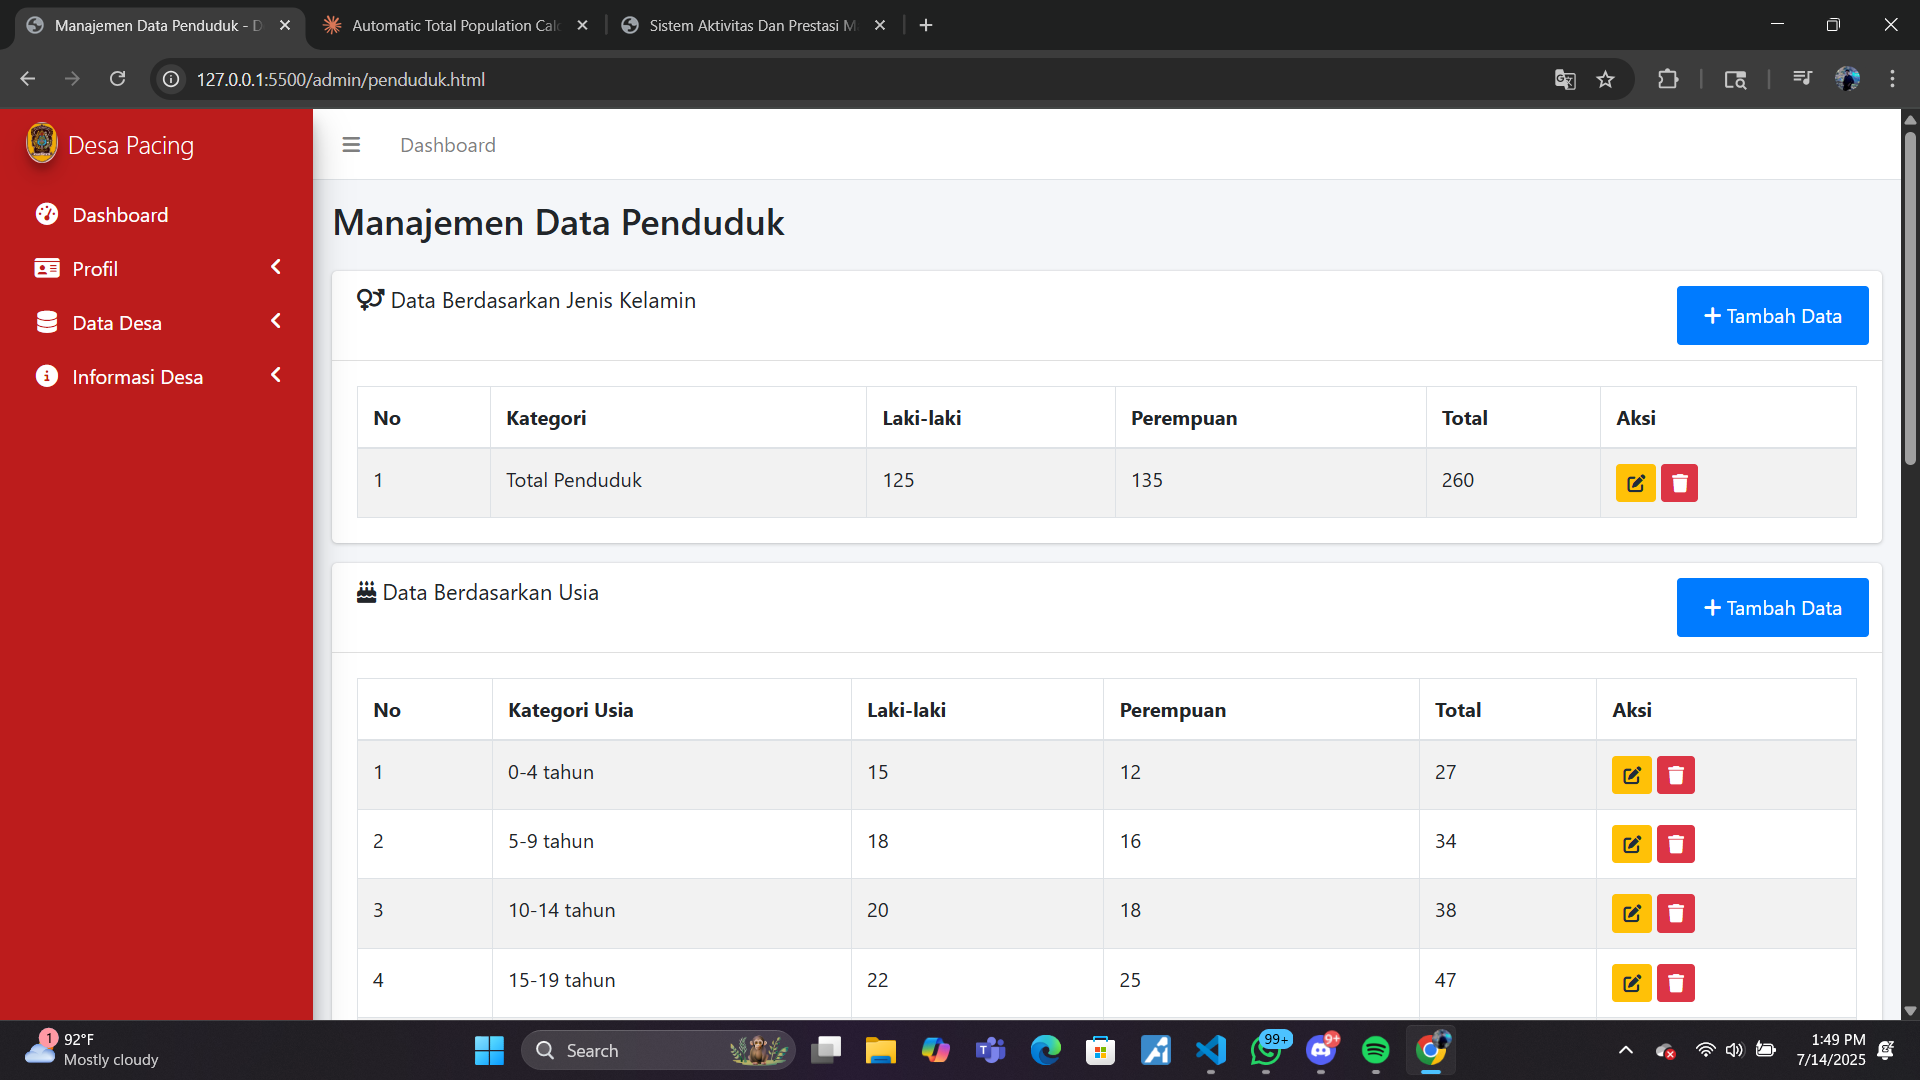 Manajemen Data Penduduk - D
Automatic Total Population Calc
Sistem Aktivitas Dan Prestasi M
127.0.0.1:5500/admin/penduduk.html
Desa Pacing
Dashboard
Dashboard
Profil
Data Desa
Informasi Desa
Manajemen Data Penduduk
Data Berdasarkan Jenis Kelamin
+ Tambah Data
No Kategori Laki-laki Perempuan Total Aksi
1 Total Penduduk 125 135 260
Data Berdasarkan Usia
+ Tambah Data
No Kategori Usia Laki-laki Perempuan Total Aksi
1 0-4 tahun 15 12 27
2 5-9 tahun 18 16 34
3 10-14 tahun 20 18 38
4 15-19 tahun 22 25 47
1
92°F
Mostly cloudy
Search
99+
9+
1:49 PM
7/14/2025